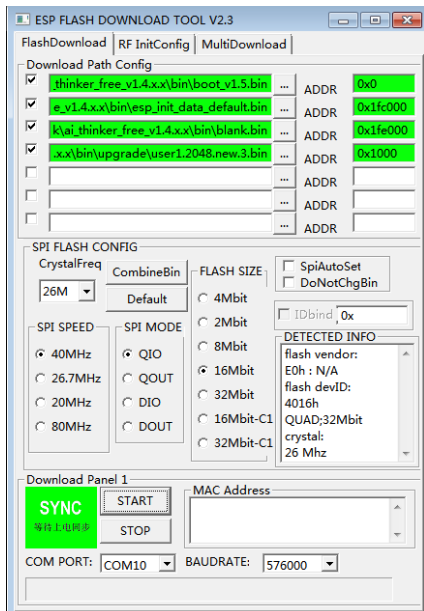 ESP FLASH DOWNLOAD TOOL V2.3
FlashDownload RF InitConfig MultiDownload
Download Path Config
_thinker_free_v1.4.x.x\bin\boot_v1.5.bin ... ADDR 0x0
e_v1.4.x.x\bin\esp_init_data_default.bin ... ADDR 0x1fc000
k\ai_thinker_free_v1.4.x.x\bin\blank.bin ... ADDR 0x1fe000
.x.x\bin\upgrade\user1.2048.new.3.bin ... ADDR 0x1000
... ADDR
... ADDR
... ADDR
SPI FLASH CONFIG
CrystalFreq
26M
CombineBin
Default
SPI SPEED
40MHz
26.7MHz
20MHz
80MHz
SPI MODE
QIO
QOUT
DIO
DOUT
FLASH SIZE
4Mbit
2Mbit
8Mbit
16Mbit
32Mbit
16Mbit-C1
32Mbit-C1
SpiAutoSet
DoNotChgBin
IDbind 0x
DETECTED INFO
flash vendor:
E0h : N/A
flash devID:
4016h
QUAD;32Mbit
crystal:
26 Mhz
Download Panel 1
SYNC
等待上电同步
START
STOP
MAC Address
COM PORT: COM10 BAUDRATE: 576000